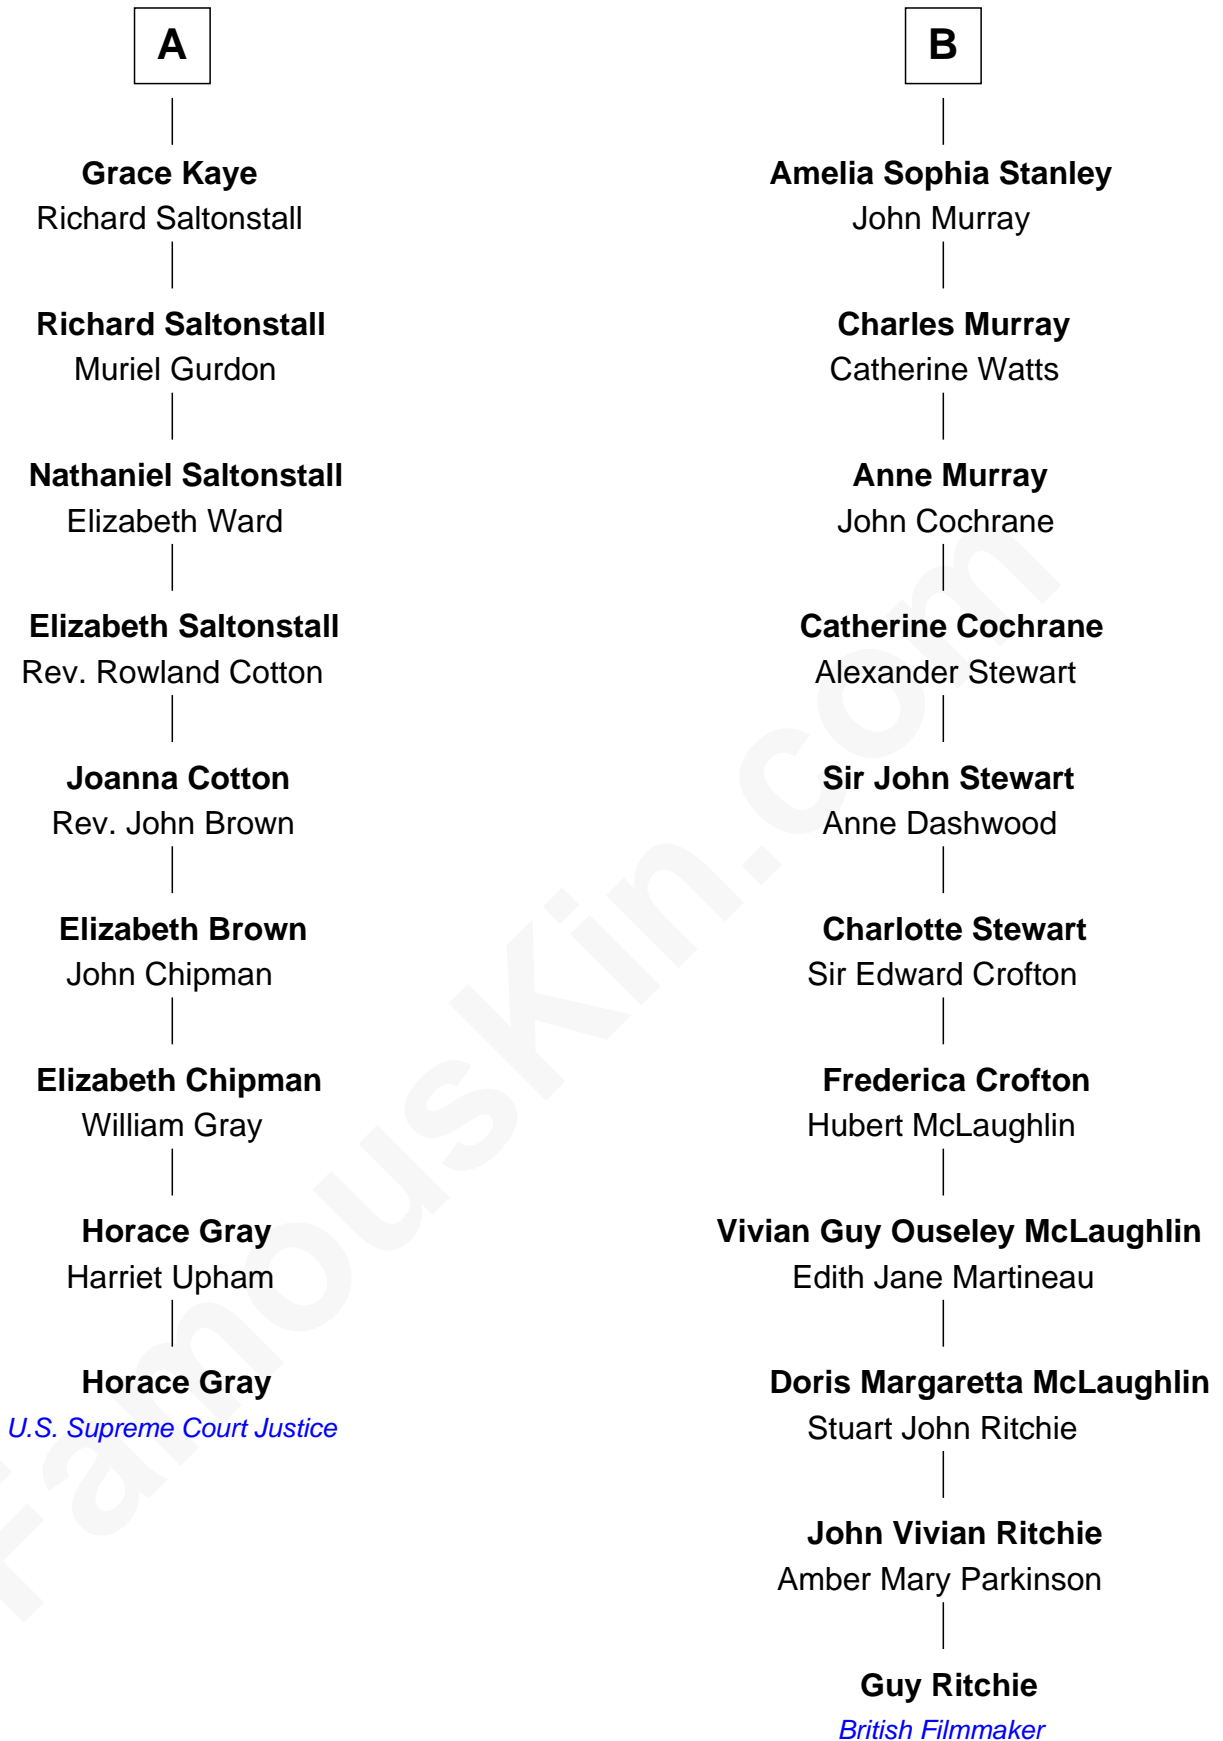 A
Grace Kaye
Richard Saltonstall
Richard Saltonstall
Muriel Gurdon
Nathaniel Saltonstall
Elizabeth Ward
Elizabeth Saltonstall
Rev. Rowland Cotton
Joanna Cotton
Rev. John Brown
Elizabeth Brown
John Chipman
Elizabeth Chipman
William Gray
Horace Gray
Harriet Upham
Horace Gray
U.S. Supreme Court Justice
B
Amelia Sophia Stanley
John Murray
Charles Murray
Catherine Watts
Anne Murray
John Cochrane
Catherine Cochrane
Alexander Stewart
Sir John Stewart
Anne Dashwood
Charlotte Stewart
Sir Edward Crofton
Frederica Crofton
Hubert McLaughlin
Vivian Guy Ouseley McLaughlin
Edith Jane Martineau
Doris Margaretta McLaughlin
Stuart John Ritchie
John Vivian Ritchie
Amber Mary Parkinson
Guy Ritchie
British Filmmaker
FamousKin.com